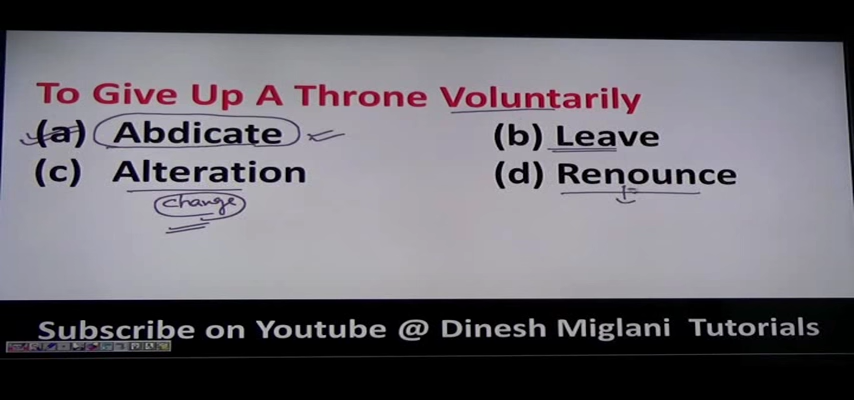 To Give Up A Throne Voluntarily
(a) Abdicate (b) Leave
(c) Alteration (d) Renounce
change
Subscribe on Youtube @ Dinesh Miglani Tutorials